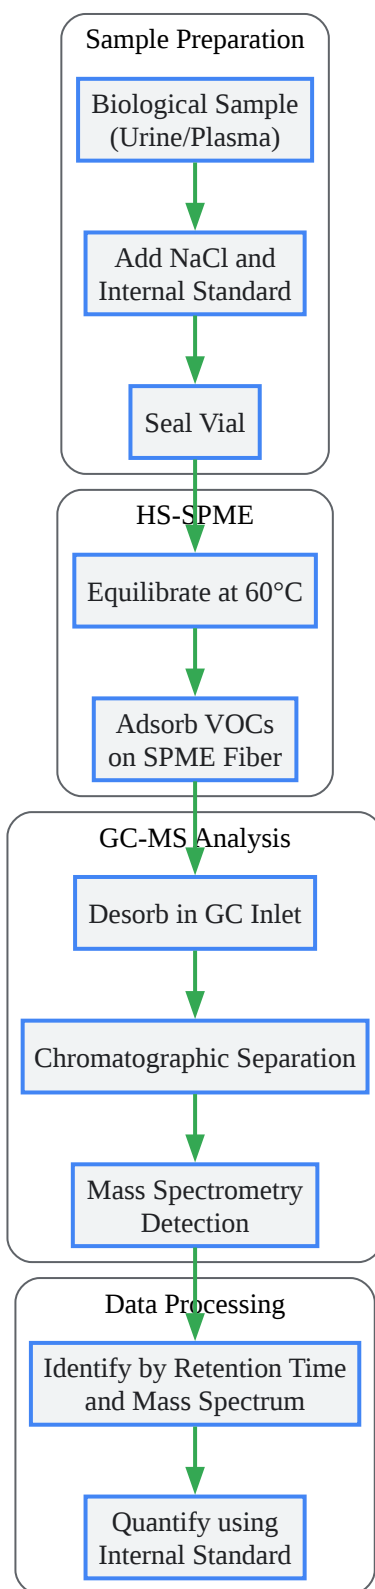 Sample Preparation
Biological Sample
(Urine/Plasma)
Add NaCl and
Internal Standard
Seal Vial
HS-SPME
Equilibrate at 60°C
Adsorb VOCs
on SPME Fiber
GC-MS Analysis
Desorb in GC Inlet
Chromatographic Separation
Mass Spectrometry
Detection
Data Processing
Identify by Retention Time
and Mass Spectrum
Quantify using
Internal Standard